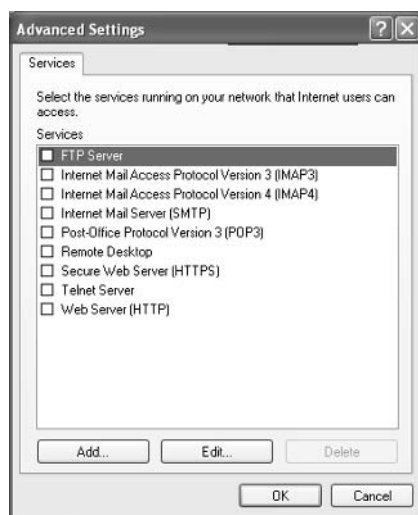 Advanced Settings
Services
Select the services running on your network that Internet users can
access.
Services
FTP Server
Internet Mail Access Protocol Version 3 (IMAP3)
Internet Mail Access Protocol Version 4 (IMAP4)
Internet Mail Server (SMTP)
Post-Office Protocol Version 3 (POP3)
Remote Desktop
Secure Web Server (HTTPS)
Telnet Server
Web Server (HTTP)
Add... Edit... Delete
OK Cancel